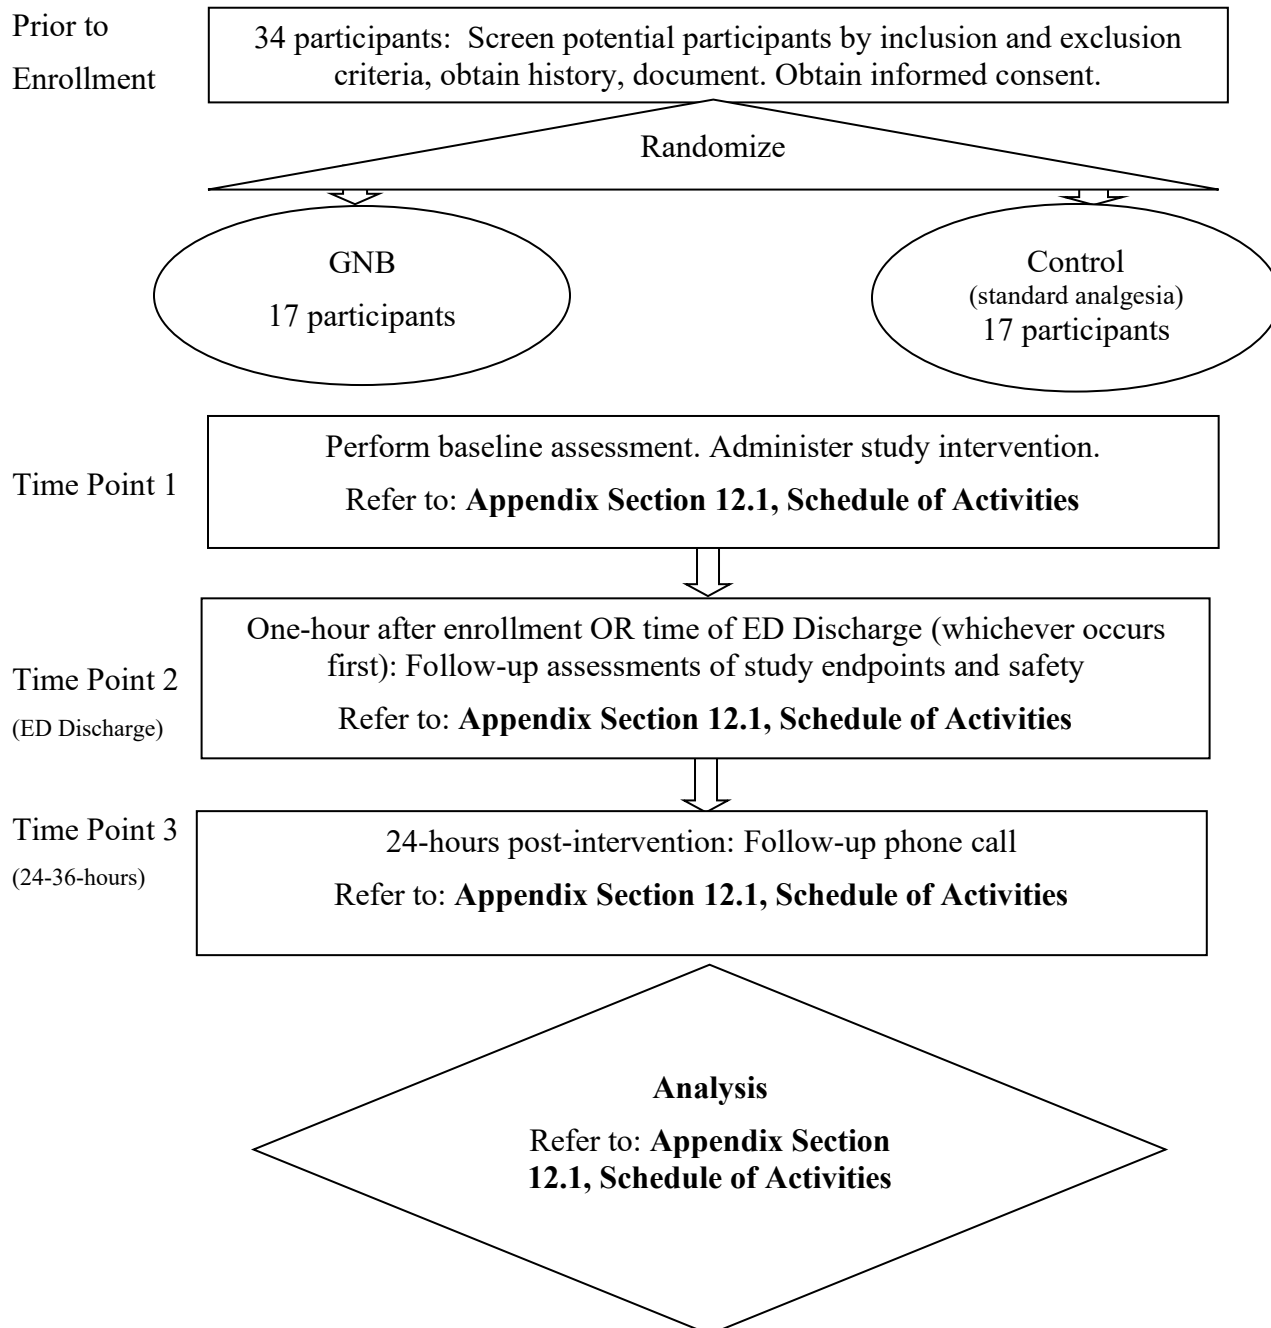 Prior to
Enrollment
34 participants: Screen potential participants by inclusion and exclusion
criteria, obtain history, document. Obtain informed consent.
Randomize
GNB
17 participants
Control
(standard analgesia)
17 participants
Time Point 1
Perform baseline assessment. Administer study intervention.
Refer to: Appendix Section 12.1, Schedule of Activities
Time Point 2
(ED Discharge)
One-hour after enrollment OR time of ED Discharge (whichever occurs
first): Follow-up assessments of study endpoints and safety
Refer to: Appendix Section 12.1, Schedule of Activities
Time Point 3
(24-36-hours)
24-hours post-intervention: Follow-up phone call
Refer to: Appendix Section 12.1, Schedule of Activities
Analysis
Refer to: Appendix Section
12.1, Schedule of Activities